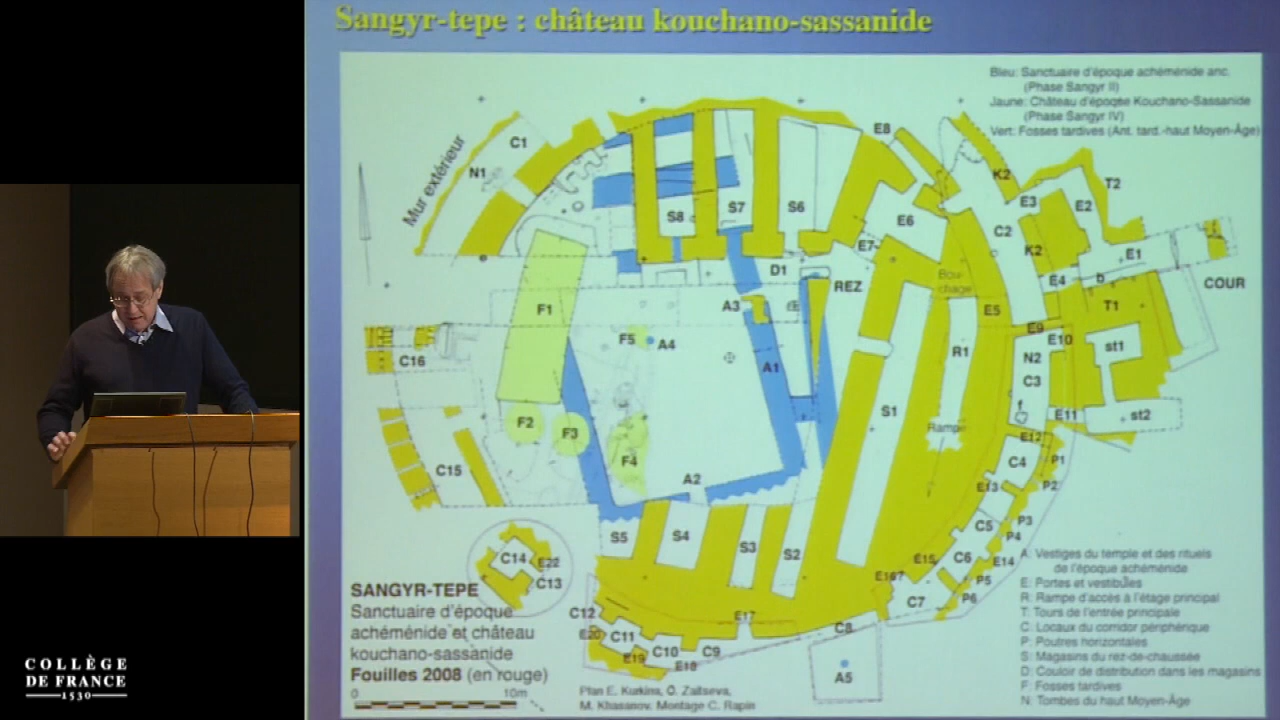 Sangyr-tepe : château kouchano-sassanide
Bleu: Sanctuaire d'époque achéménide anc.
(Phase Sangyr II)
Jaune: Château d'époque Kouchano-Sassanide
(Phase Sangyr IV)
Vert: Fosses tardives (Ant. tard.-haut Moyen-Âge)
Mur extérieur
N1
C1
E8
K2
T2
E3
E2
S8
S7
S6
E6
C2
E7
K2
E1
D1
REZ
Bou-
chage
E4
b
COUR
F1
A3
Œ
E5
T1
F5
A4
E9
E10
C16
A1
R1
N2
st1
C3
F2
F3
S1
f
E11
st2
Rampe
F4
E12
C15
C4
P1
A2
E13
P2
S5
S4
S3
S2
C5
P3
P4
C14
E22
C13
E15
C6
E14
E16?
P5
C7
P6
A: Vestiges du temple et des rituels
de l'époque achéménide
E: Portes et vestibules
R: Rampe d'accès à l'étage principal
T: Tours de l'entrée principale
C: Locaux du corridor périphérique
P: Poutres horizontales
S: Magasins du rez-de-chaussée
D: Couloir de distribution dans les magasins
F: Fosses tardives
N: Tombes du haut Moyen-Âge
SANGYR-TEPE
Sanctuaire d'époque
achéménide et château
kouchano-sassanide
Fouilles 2008 (en rouge)
0 10m
C12
E20
C11
E19
C10
E18
C9
E17
C8
A5
Plan E. Kurkina, O. Zaitseva,
M. Khasanov. Montage C. Rapin
COLLÈGE
DE FRANCE
1530